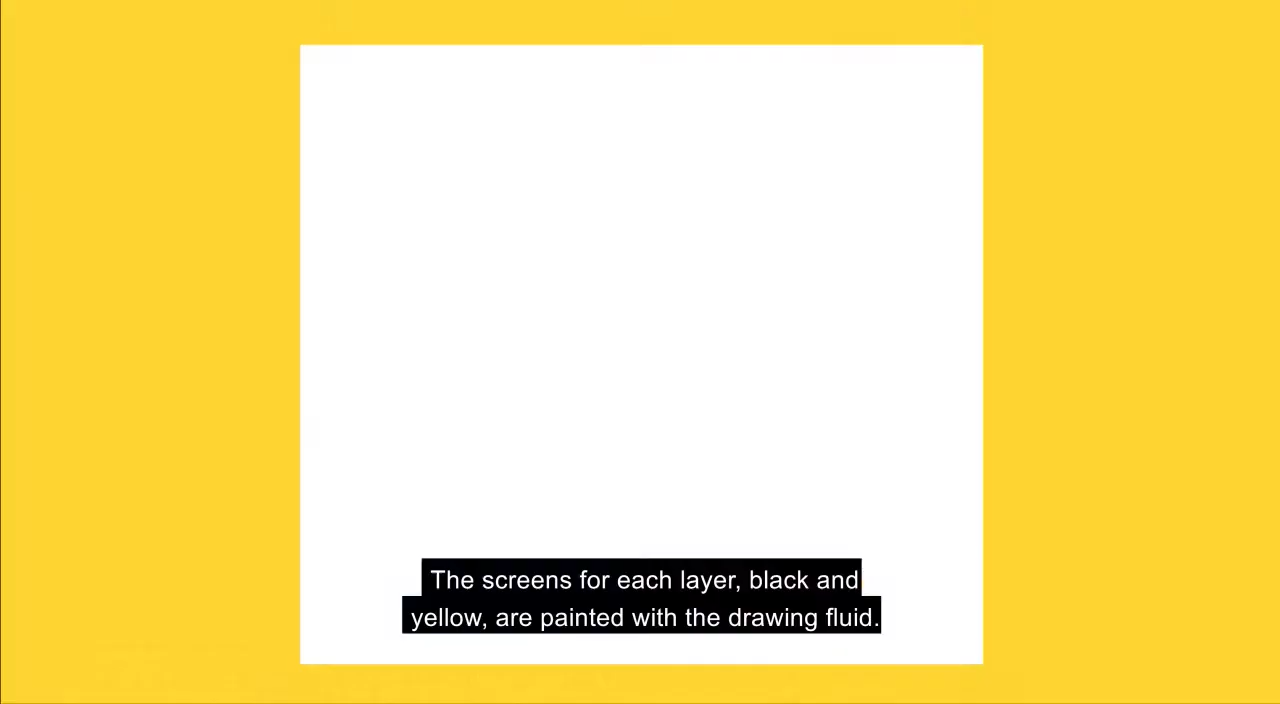 The screens for each layer, black and
yellow, are painted with the drawing fluid.